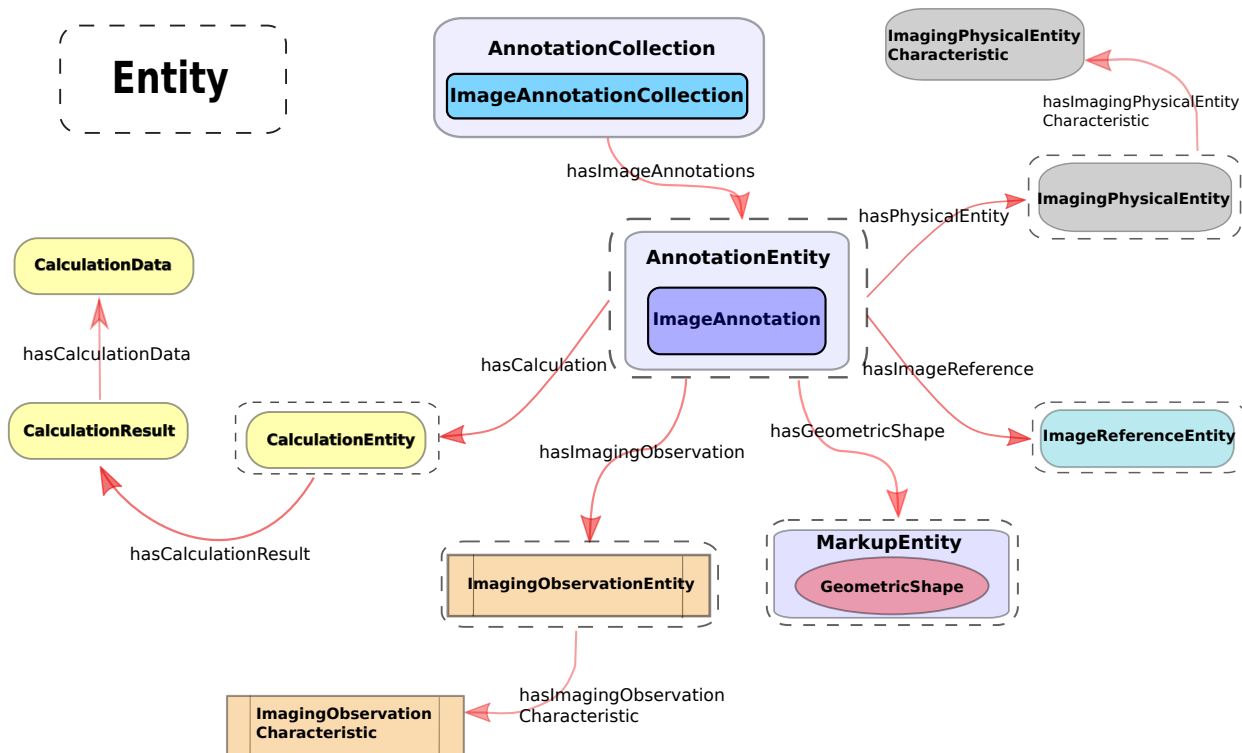 Entity
AnnotationCollection
ImageAnnotationCollection
ImagingPhysicalEntity
Characteristic
hasImagingPhysicalEntity
Characteristic
hasImageAnnotations
ImagingPhysicalEntity
hasPhysicalEntity
AnnotationEntity
ImageAnnotation
CalculationData
hasCalculationData
hasCalculation
hasImageReference
CalculationResult
CalculationEntity
hasImagingObservation
hasGeometricShape
ImageReferenceEntity
hasCalculationResult
MarkupEntity
GeometricShape
ImagingObservationEntity
hasImagingObservation
Characteristic
ImagingObservation
Characteristic